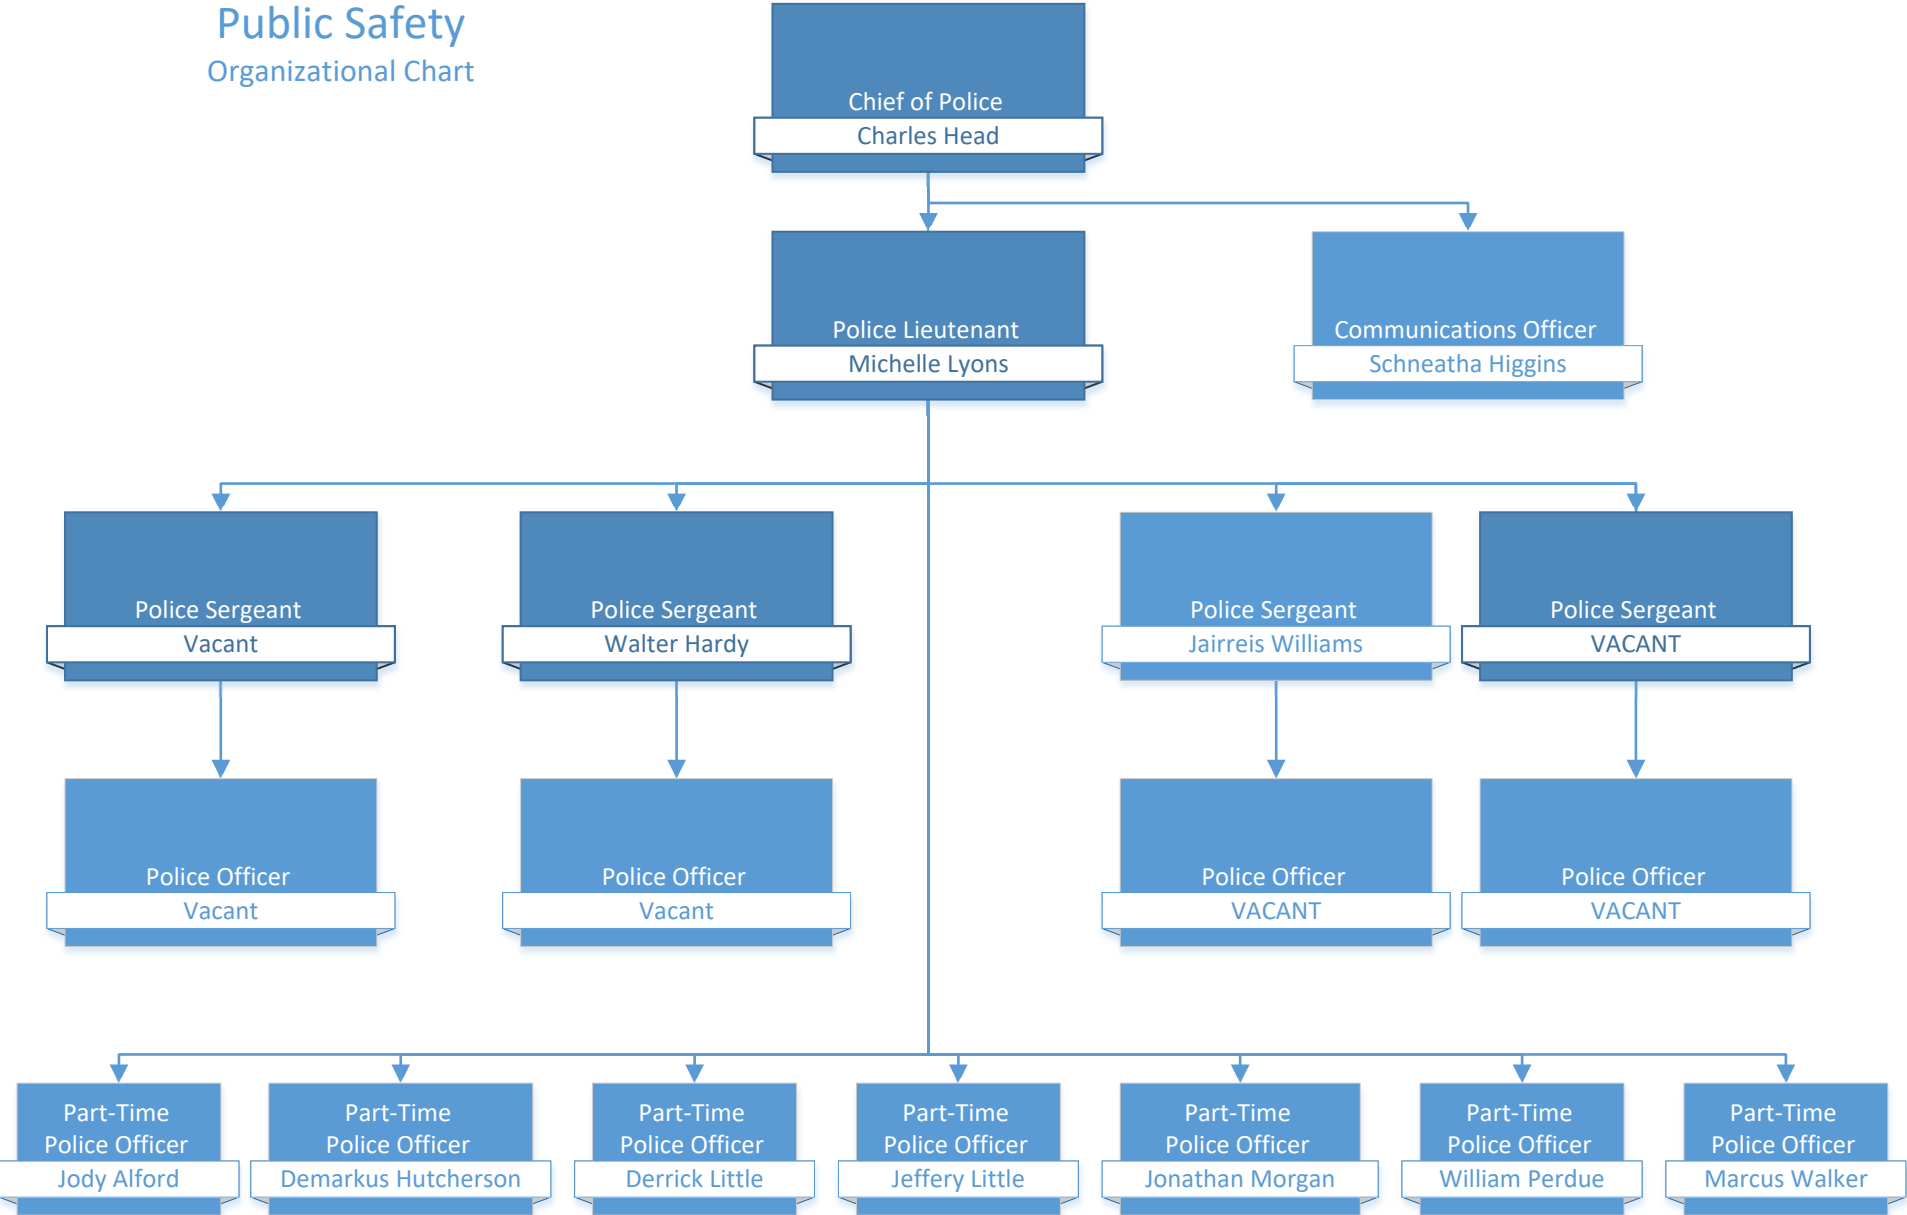 Public Safety
Organizational Chart
Chief of Police
Charles Head
Police Lieutenant
Michelle Lyons
Communications Officer
Schneatha Higgins
Police Sergeant
Vacant
Police Sergeant
Walter Hardy
Police Sergeant
Jairreis Williams
Police Sergeant
VACANT
Police Officer
Vacant
Police Officer
Vacant
Police Officer
VACANT
Police Officer
VACANT
Part-Time
Police Officer
Jody Alford
Part-Time
Police Officer
Demarkus Hutcherson
Part-Time
Police Officer
Derrick Little
Part-Time
Police Officer
Jeffery Little
Part-Time
Police Officer
Jonathan Morgan
Part-Time
Police Officer
William Perdue
Part-Time
Police Officer
Marcus Walker